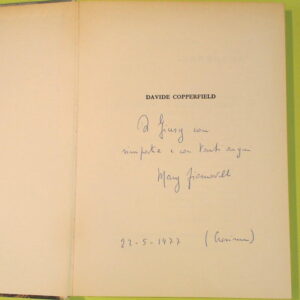 DAVIDE COPPERFIELD
A Giusy con
simpatia e con tanti auguri
Mary
22-5-1977